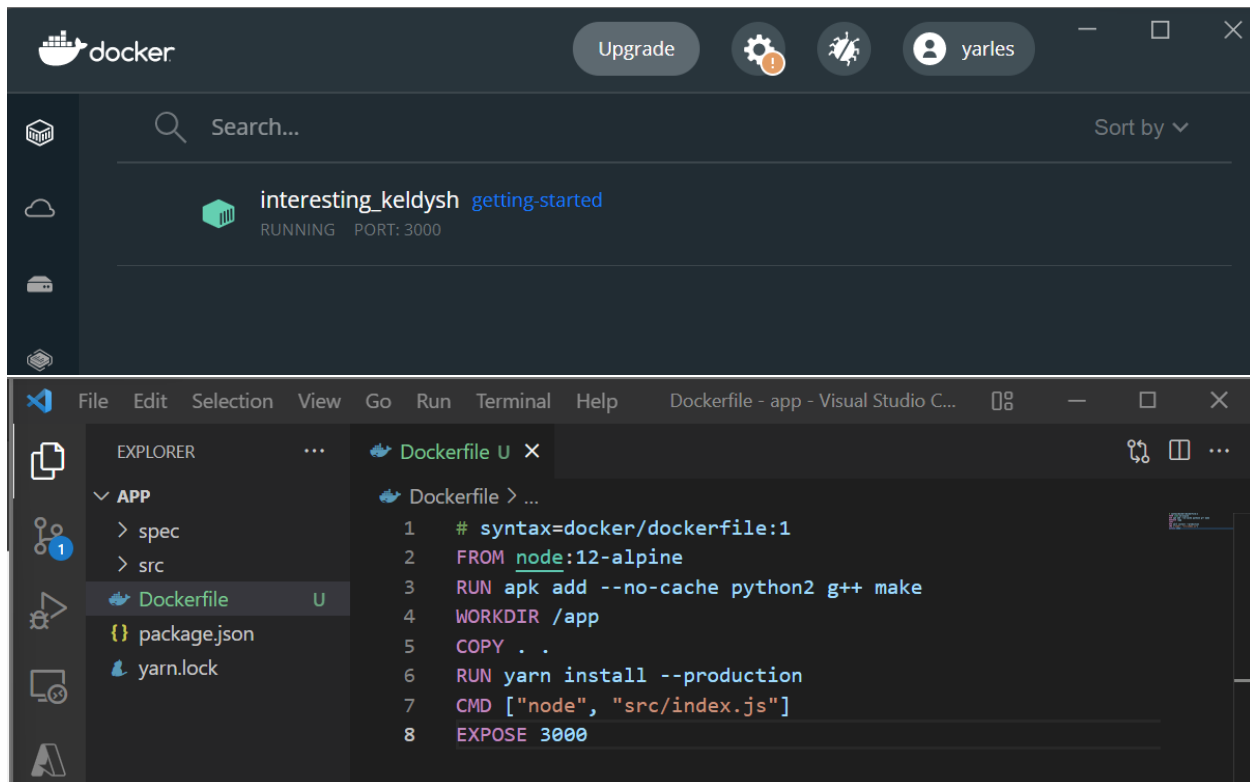 docker
Upgrade
yarles
Search...
Sort by
interesting_keldysh getting-started
RUNNING PORT: 3000
File Edit Selection View Go Run Terminal Help Dockerfile - app - Visual Studio C...
EXPLORER
Dockerfile U
APP
Dockerfile > ...
spec
src
Dockerfile U
{} package.json
yarn.lock
1
1 # syntax=docker/dockerfile:1
2 FROM node:12-alpine
3 RUN apk add --no-cache python2 g++ make
4 WORKDIR /app
5 COPY . .
6 RUN yarn install --production
7 CMD ["node", "src/index.js"]
8 EXPOSE 3000